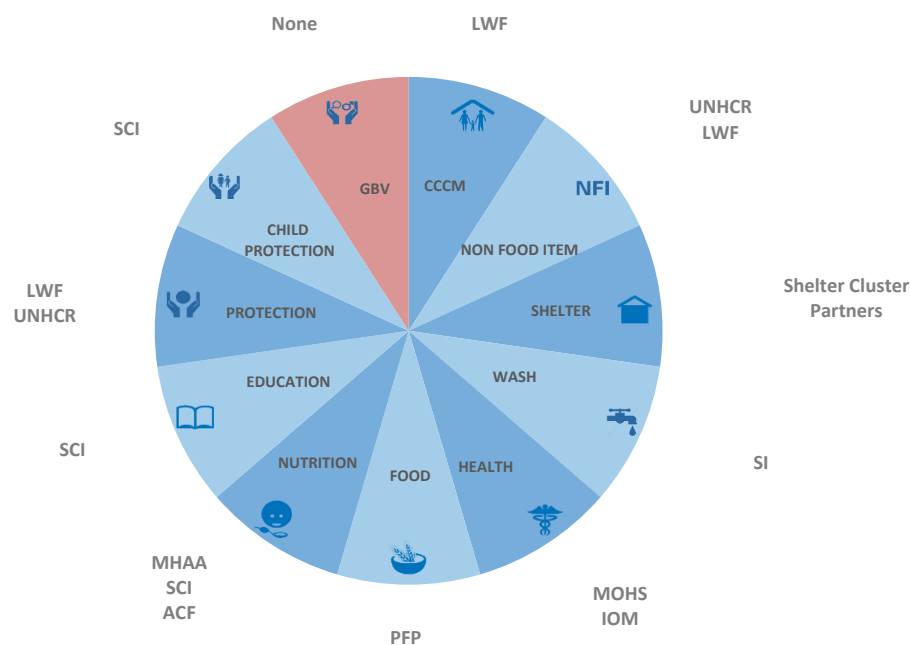 None
LWF
SCI
UNHCR
LWF
GBV
CCCM
NFI
CHILD
PROTECTION
NON FOOD ITEM
LWF
UNHCR
PROTECTION
SHELTER
Shelter Cluster
Partners
EDUCATION
WASH
SCI
NUTRITION
FOOD
HEALTH
SI
MHAA
SCI
ACF
MOHS
IOM
PFP